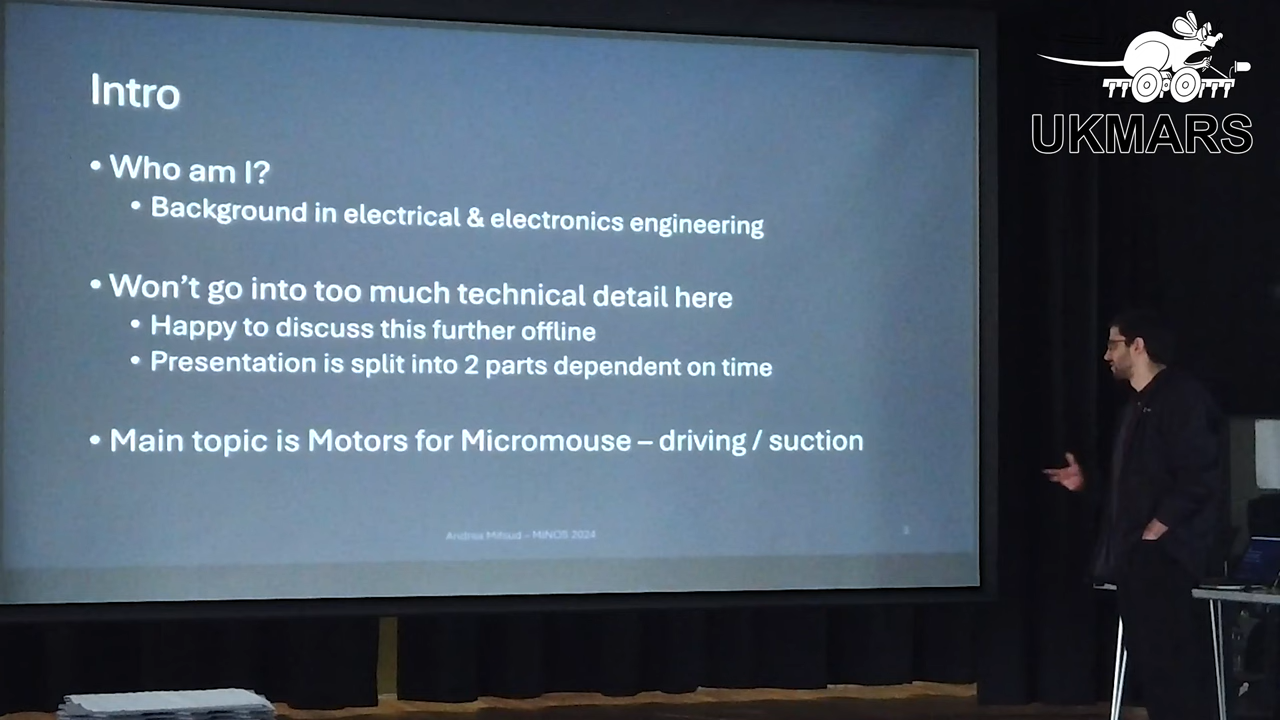 UKMARS
Intro
• Who am I?
• Background in electrical & electronics engineering
• Won't go into too much technical detail here
• Happy to discuss this further offline
• Presentation is split into 2 parts dependent on time
• Main topic is Motors for Micromouse – driving / suction
– MINOS 2024